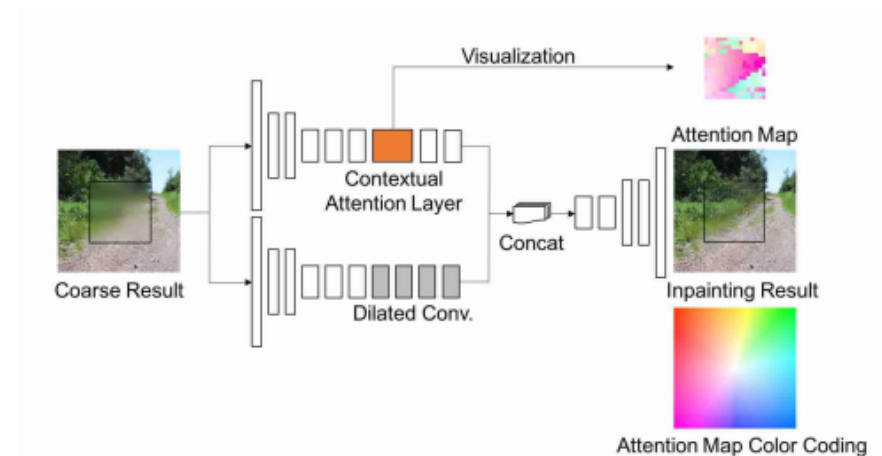 Visualization
Attention Map
Contextual
Attention Layer
Concat
Coarse Result
Dilated Conv.
Inpainting Result
Attention Map Color Coding